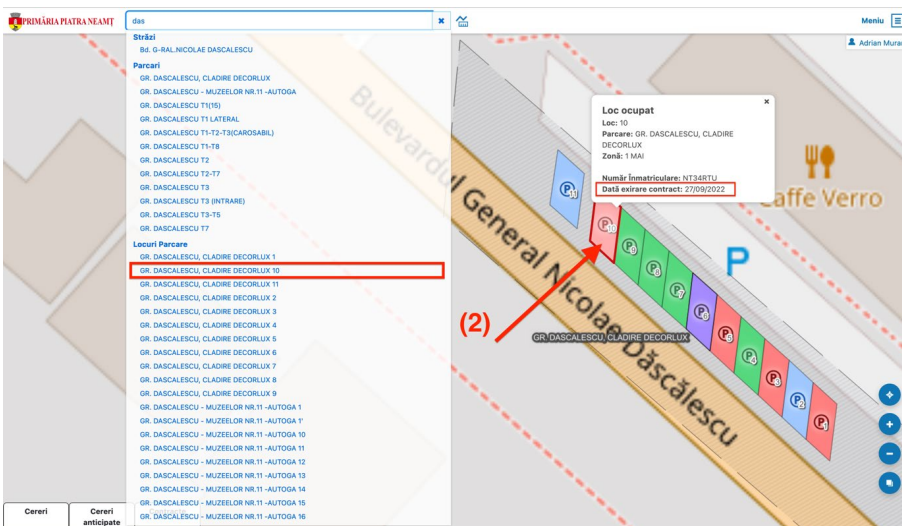 PRIMĂRIA PIATRA NEAMȚ
das
Meniu
Adrian Mura
Străzi
Bd. G-RAL.NICOLAE DASCALESCU
Parcari
GR. DASCALESCU, CLADIRE DECORLUX
GR. DASCALESCU - MUZEELOR NR.11 -AUTOGA
GR. DASCALESCU T1(15)
GR. DASCALESCU T1 LATERAL
GR. DASCALESCU T1-T2-T3(CAROSABIL)
GR. DASCALESCU T1-T8
GR. DASCALESCU T2
GR. DASCALESCU T2-T7
GR. DASCALESCU T3
GR. DASCALESCU T3 (INTRARE)
GR. DASCALESCU T3-T5
GR. DASCALESCU T7
Locuri Parcare
GR. DASCALESCU, CLADIRE DECORLUX 1
GR. DASCALESCU, CLADIRE DECORLUX 10
GR. DASCALESCU, CLADIRE DECORLUX 11
GR. DASCALESCU, CLADIRE DECORLUX 2
GR. DASCALESCU, CLADIRE DECORLUX 3
GR. DASCALESCU, CLADIRE DECORLUX 4
GR. DASCALESCU, CLADIRE DECORLUX 5
GR. DASCALESCU, CLADIRE DECORLUX 6
GR. DASCALESCU, CLADIRE DECORLUX 7
GR. DASCALESCU, CLADIRE DECORLUX 8
GR. DASCALESCU, CLADIRE DECORLUX 9
GR. DASCALESCU - MUZEELOR NR.11 -AUTOGA 1
GR. DASCALESCU - MUZEELOR NR.11 -AUTOGA 1'
GR. DASCALESCU - MUZEELOR NR.11 -AUTOGA 10
GR. DASCALESCU - MUZEELOR NR.11 -AUTOGA 11
GR. DASCALESCU - MUZEELOR NR.11 -AUTOGA 12
GR. DASCALESCU - MUZEELOR NR.11 -AUTOGA 13
GR. DASCALESCU - MUZEELOR NR.11 -AUTOGA 14
GR. DASCALESCU - MUZEELOR NR.11 -AUTOGA 15
GR. DASCALESCU - MUZEELOR NR.11 -AUTOGA 16
Cereri
Cereri anticipate
Loc ocupat
Loc: 10
Parcare: GR. DASCALESCU, CLADIRE
DECORLUX
Zonă: 1 MAI
Număr Înmatriculare: NT34RTU
Dată exirare contract: 27/09/2022
Bulevardul General Nicolae Dăscălescu
Caffe Verro
P
P11
P10
P9
P8
P7
P6
P5
P4
P3
P2
P1
(2)
GR. DASCALESCU, CLADIRE DECORLUX